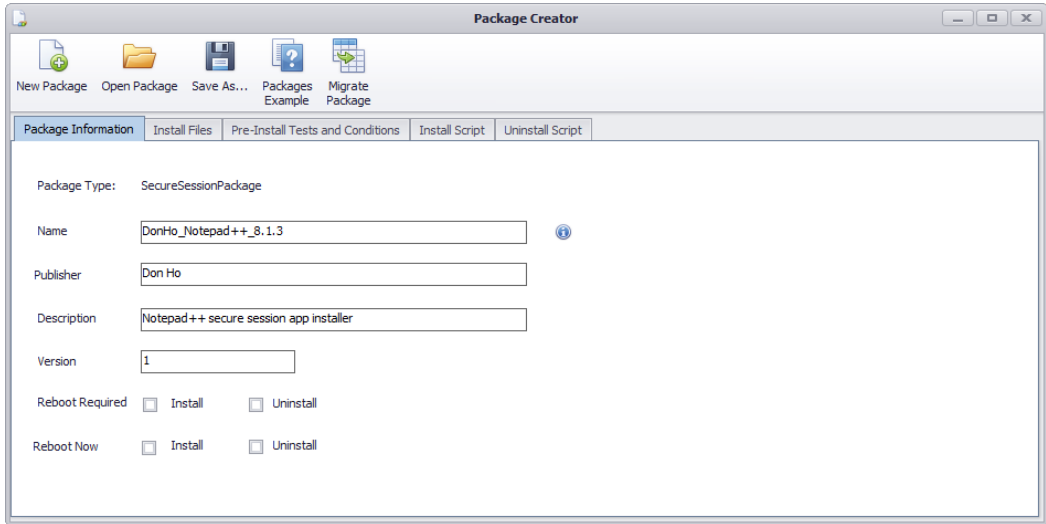 Package Creator
New Package Open Package Save As... Packages Example Migrate Package
Package Information Install Files Pre-Install Tests and Conditions Install Script Uninstall Script
Package Type: SecureSessionPackage
Name DonHo_Notepad++_8.1.3
Publisher Don Ho
Description Notepad++ secure session app installer
Version 1
Reboot Required Install Uninstall
Reboot Now Install Uninstall